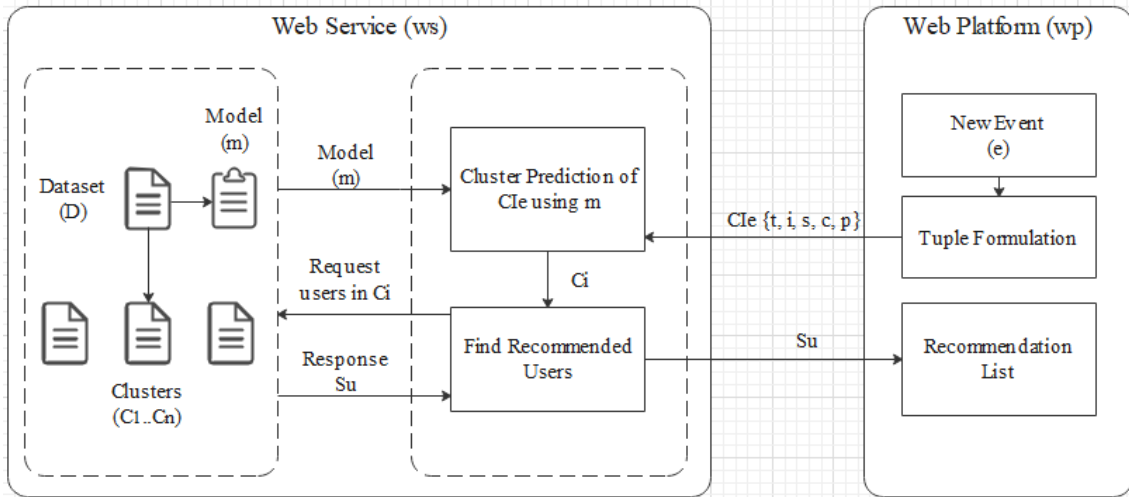 Web Service (ws)
Web Platform (wp)
Model
(m)
Dataset
(D)
Clusters
(C1..Cn)
Model
(m)
Request
users in Ci
Response
Su
Cluster Prediction of
CIe using m
Ci
Find Recommended
Users
CIe {t, i, s, c, p}
Su
New Event
(e)
Tuple Formulation
Recommendation
List